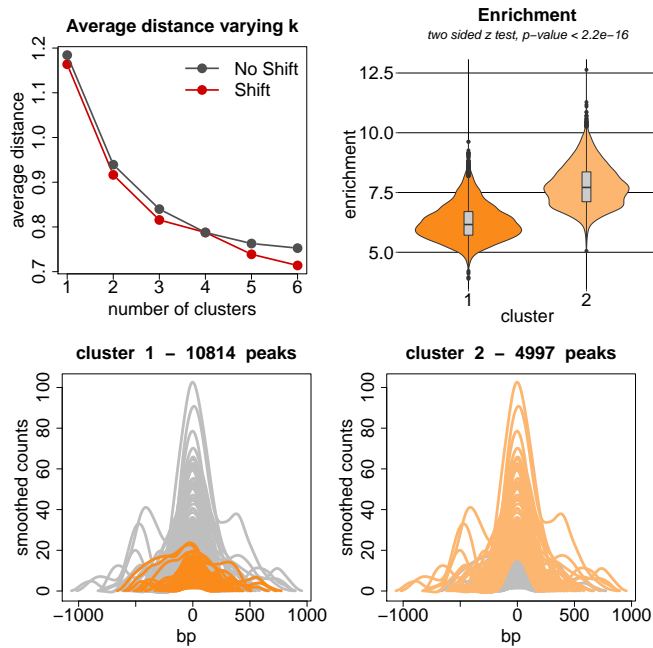 Average distance varying k
1.2
1.1
1.0
0.9
0.8
0.7
average distance
No Shift
Shift
1 2 3 4 5 6
number of clusters
Enrichment
two sided z test, p-value < 2.2e-16
12.5
10.0
7.5
5.0
enrichment
1 2
cluster
cluster 1 − 10814 peaks
100
80
60
40
20
0
smoothed counts
−1000 0 500 1000
bp
cluster 2 − 4997 peaks
100
80
60
40
20
0
smoothed counts
−1000 0 500 1000
bp